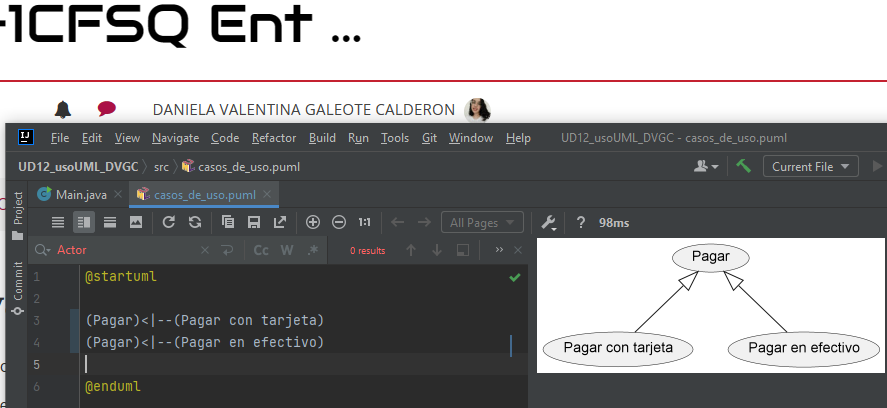 -1CFSQ Ent ...
DANIELA VALENTINA GALEOTE CALDERON
IJ File Edit View Navigate Code Refactor Build Run Tools Git Window Help UD12_usoUML_DVGC - casos_de_uso.puml
UD12_usoUML_DVGC src casos_de_uso.puml Current File
Main.java casos_de_uso.puml
1:1 All Pages ? 98ms
Actor Cc W .* 0 results
Project
Commit
1 @startuml
2
3 (Pagar)<|--(Pagar con tarjeta)
4 (Pagar)<|--(Pagar en efectivo)
5
6 @enduml
Pagar
Pagar con tarjeta Pagar en efectivo